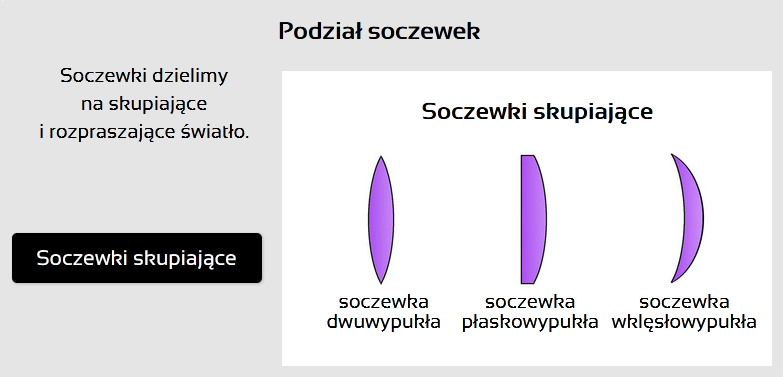 Podział soczewek
Soczewki dzielimy
na skupiające
i rozpraszające światło.
Soczewki skupiające
Soczewki skupiające
soczewka
dwuwypukła
soczewka
płaskowypukła
soczewka
wklęsłowypukła